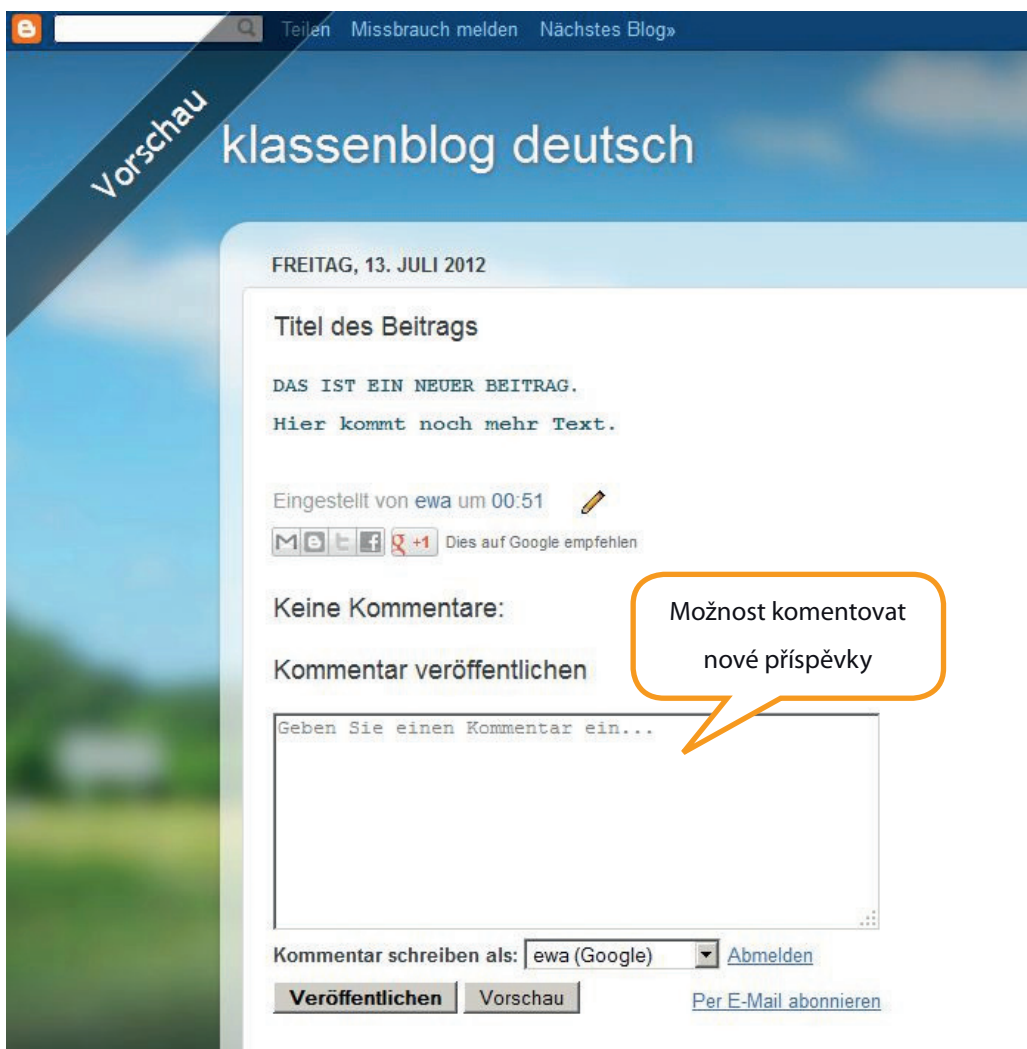 Teilen Missbrauch melden Nächstes Blog»
Vorschau
klassenblog deutsch
FREITAG, 13. JULI 2012
Titel des Beitrags
DAS IST EIN NEUER BEITRAG.
Hier kommt noch mehr Text.
Eingestellt von ewa um 00:51
+1 Dies auf Google empfehlen
Keine Kommentare:
Možnost komentovat
nové příspěvky
Kommentar veröffentlichen
Geben Sie einen Kommentar ein...
Kommentar schreiben als: ewa (Google) Abmelden
Veröffentlichen Vorschau Per E-Mail abonnieren